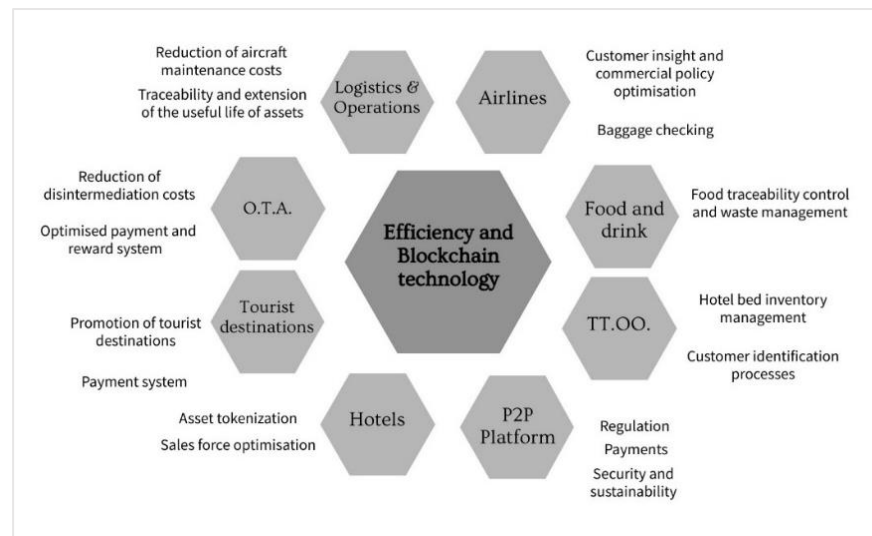 Reduction of aircraft
maintenance costs
Traceability and extension
of the useful life of assets
Logistics &
Operations
Airlines
Customer insight and
commercial policy
optimisation
Baggage checking
Reduction of
disintermediation costs
Optimised payment and
reward system
O.T.A.
Efficiency and
Blockchain
technology
Food and
drink
Food traceability control
and waste management
Promotion of tourist
destinations
Payment system
Tourist
destinations
TT.OO.
Hotel bed inventory
management
Customer identification
processes
Asset tokenization
Sales force optimisation
Hotels
P2P
Platform
Regulation
Payments
Security and
sustainability